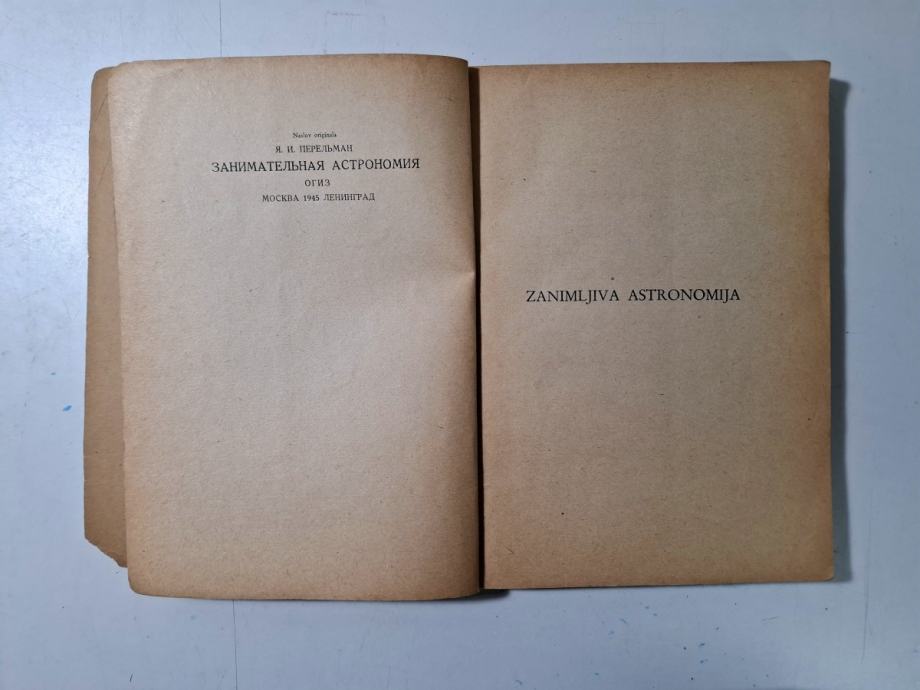 Naslov originala
Я. И. ПЕРЕЛЬМАН
ЗАНИМАТЕЛЬНАЯ АСТРОНОМИЯ
ОГИЗ
МОСКВА 1945 ЛЕНИНГРАД
ZANIMLJIVA ASTRONOMIJA